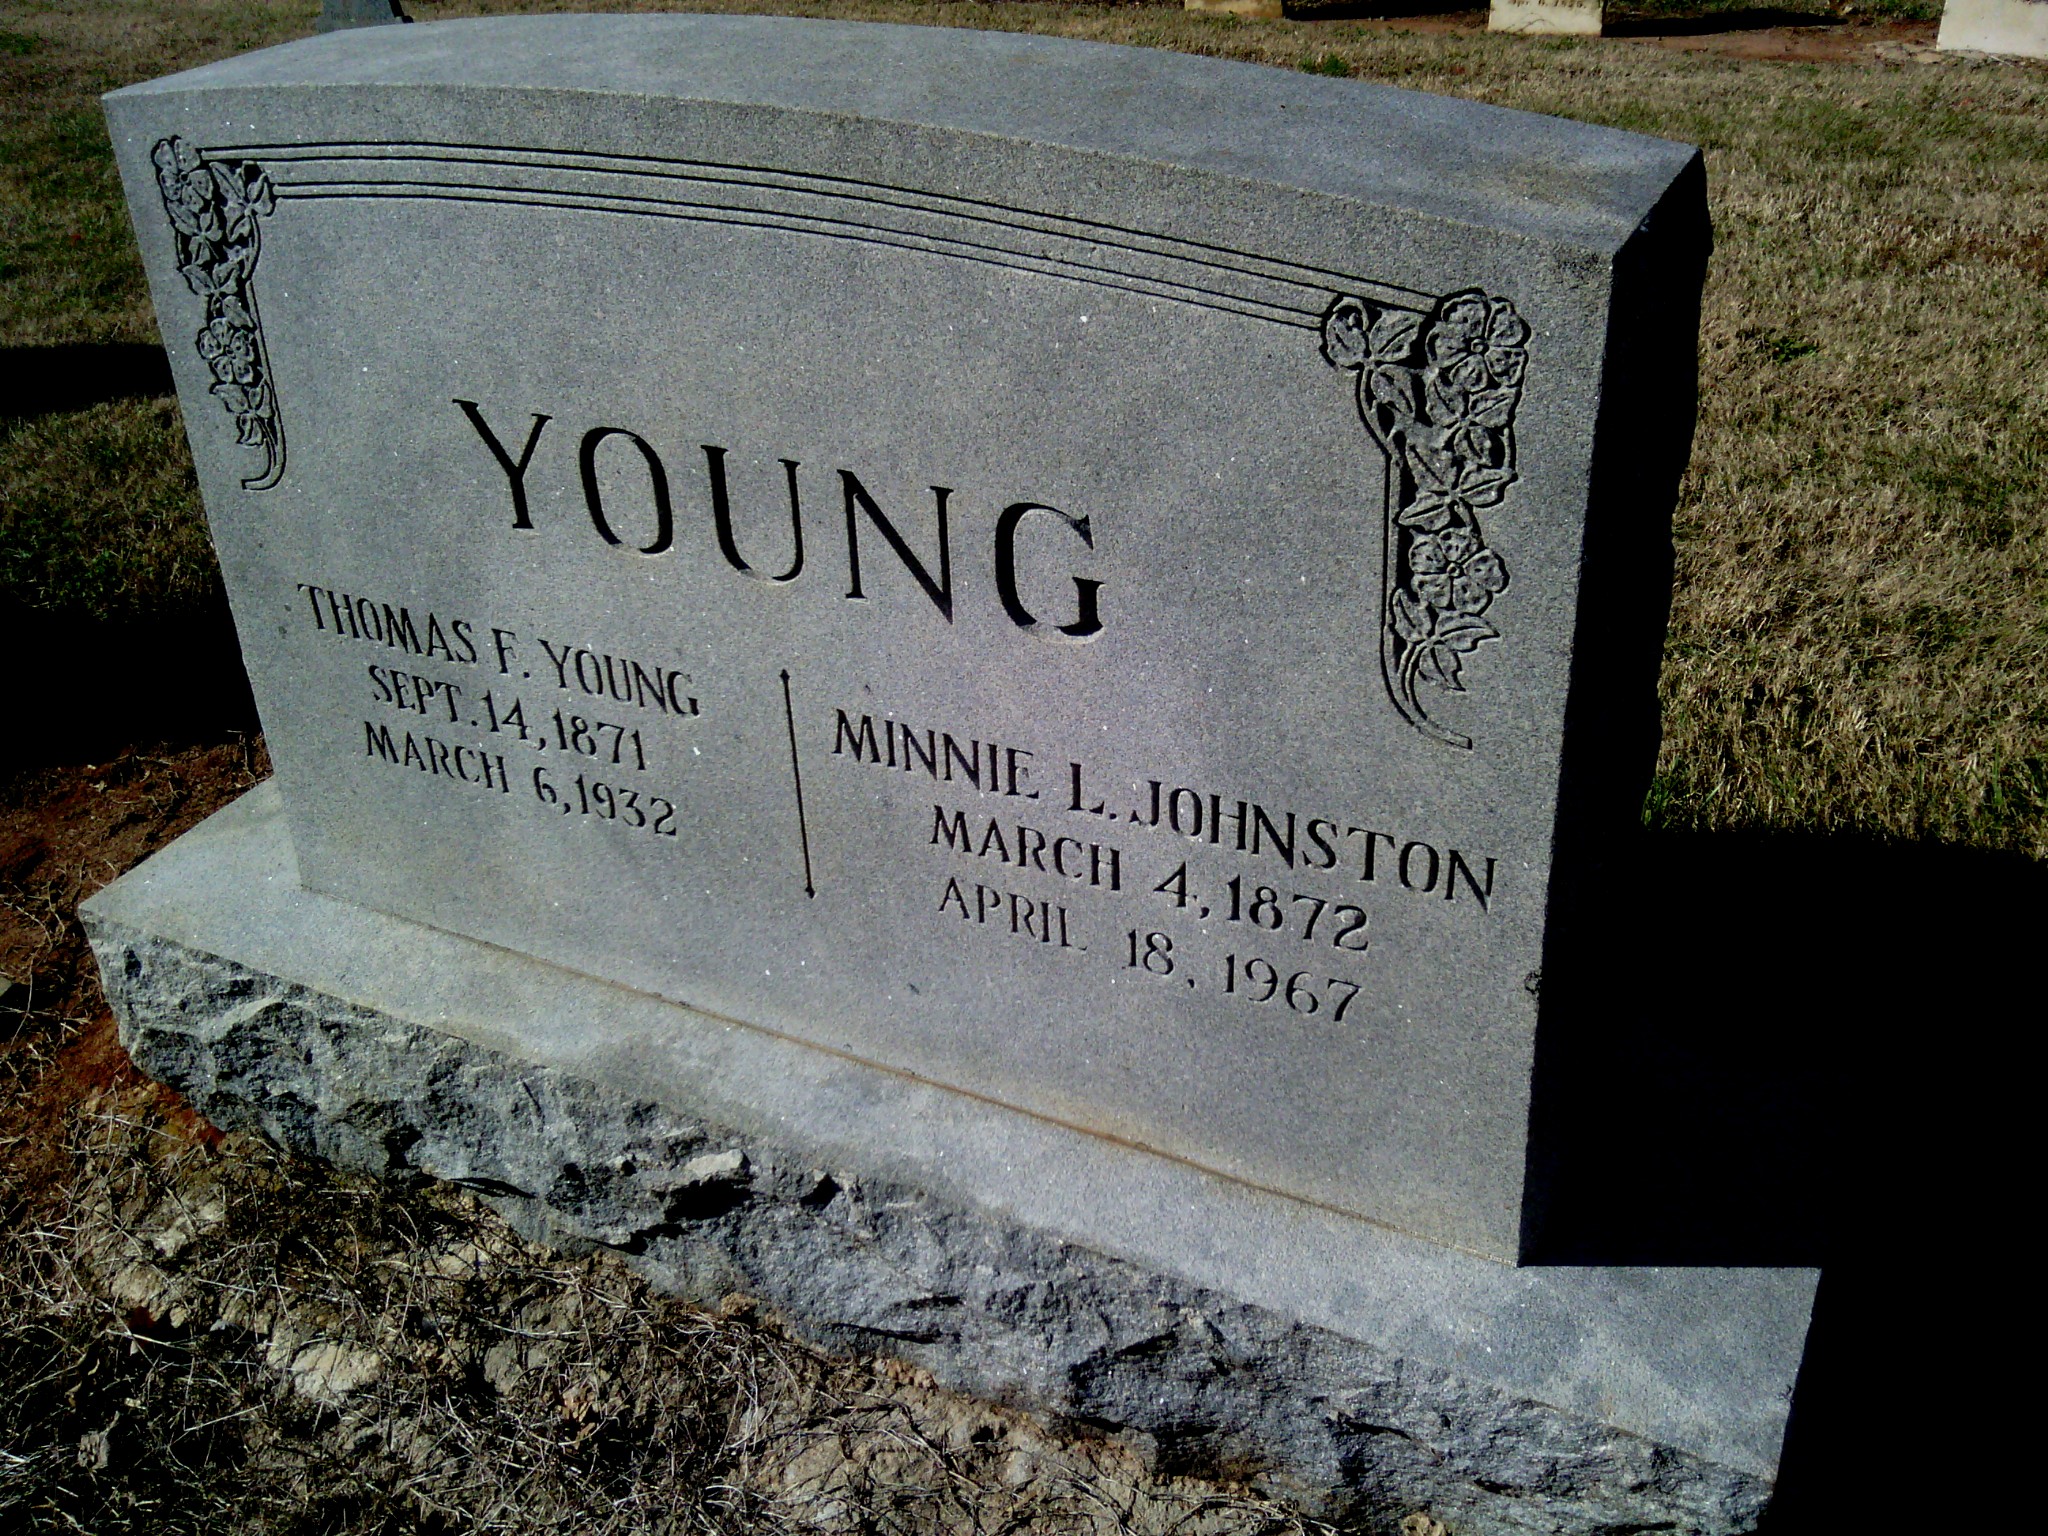 YOUNG
THOMAS F. YOUNG
SEPT. 14, 1871
MARCH 6, 1932
MINNIE L. JOHNSTON
MARCH 4, 1872
APRIL 18, 1967